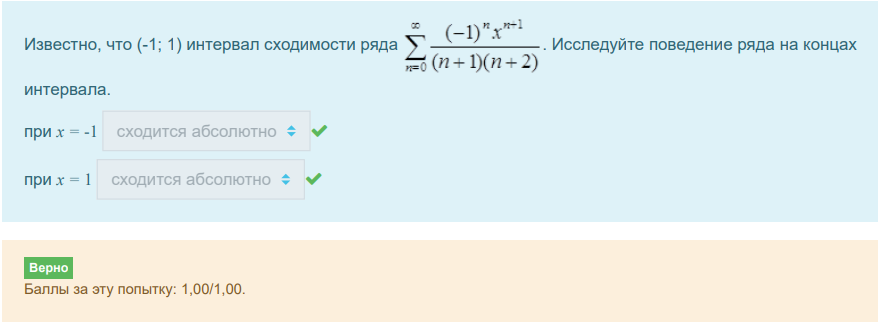 Известно, что (-1; 1) интервал сходимости ряда \sum_{n=0}^{\infty} \frac{(-1)^n x^{n+1}}{(n+1)(n+2)}. Исследуйте поведение ряда на концах
интервала.
при x = -1 сходится абсолютно
при x = 1 сходится абсолютно
Верно
Баллы за эту попытку: 1,00/1,00.